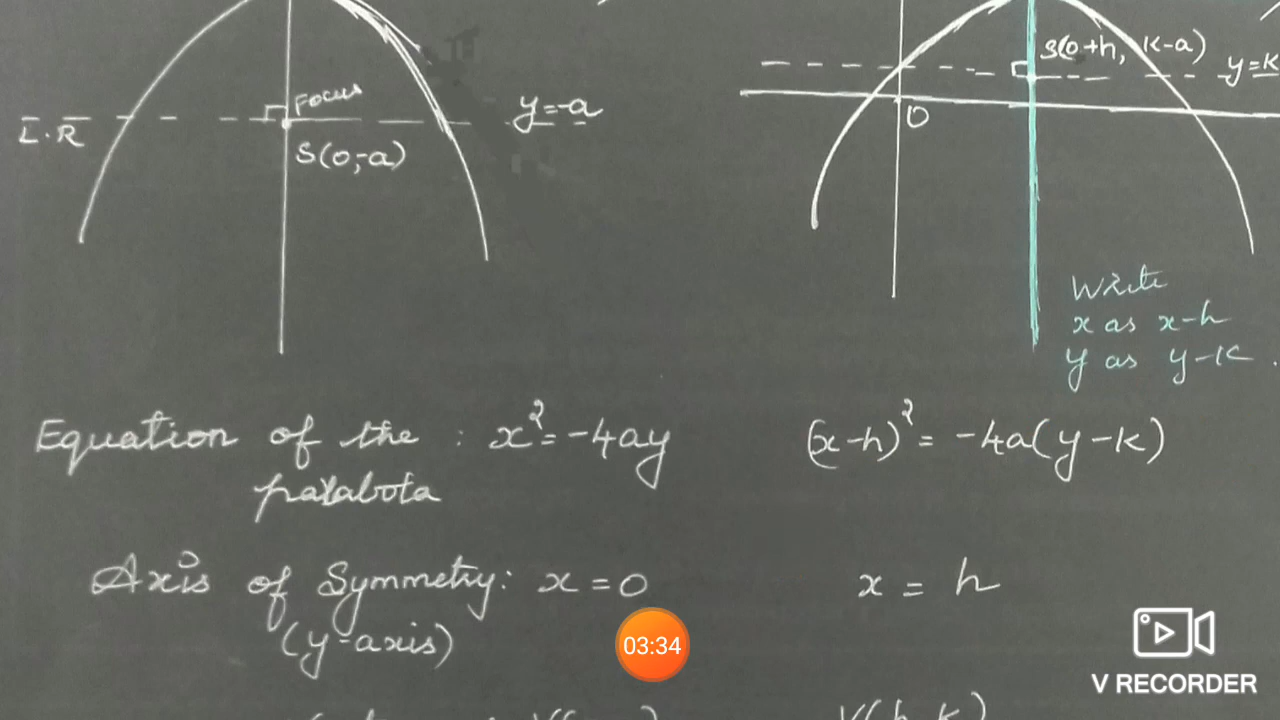 Focus
y=-a
L.R
S(0,-a)
S(0+h, k-a)
y=k
O
Write
x as x-h
y as y-k.
Equation of the : x²=-4ay
parabola
(x-h)² = -4a(y-k)
Axis of Symmetry: x=0
(y-axis)
x = h
03:34
V RECORDER
V(h,k)